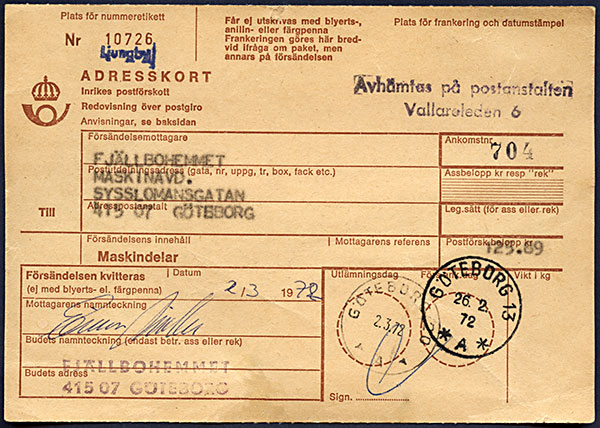 Plats för nummeretikett
Får ej utskrivas med blyerts-,
anilin- eller färgpenna
Frankeringen göres här bred-
vid ifråga om paket, men
annars på försändelsen
Plats för frankering och datumstämpel
Nr 10726
ADRESSKORT
Inrikes postförskott
Redovisning över postgiro
Anvisningar, se baksidan
Avhämtas på postanstalten
Vallareleden 6
Försändelsemottagare
Ankomstnr
704
FJÄLLBOHEMMET
Postutdelningsadress (gata, nr, uppg, tr, box, fack etc.)
Assbelopp kr resp "rek"
MASKINAVD.
SYSSLOMANSGATAN
Till
Adresspostanstalt
Leg.sätt (för ass eller rek)
415 07 GÖTEBORG
Försändelsens innehåll
Mottagarens referens
Postförsk.belopp kr
123.89
Maskindelar
Försändelsen kvitteras
(ej med blyerts- el. färgpenna)
Datum
2/3 1972
Utlämningsdag
Vikt i kg
Mottagarens namnteckning
GÖTEBORG
2.3.72
GÖTEBORG 13
26. 2.
72
* A *
Budets namnteckning (endast betr. ass eller rek)
FJÄLLBOHEMMET
Budets adress
415 07 GÖTEBORG
Sign.